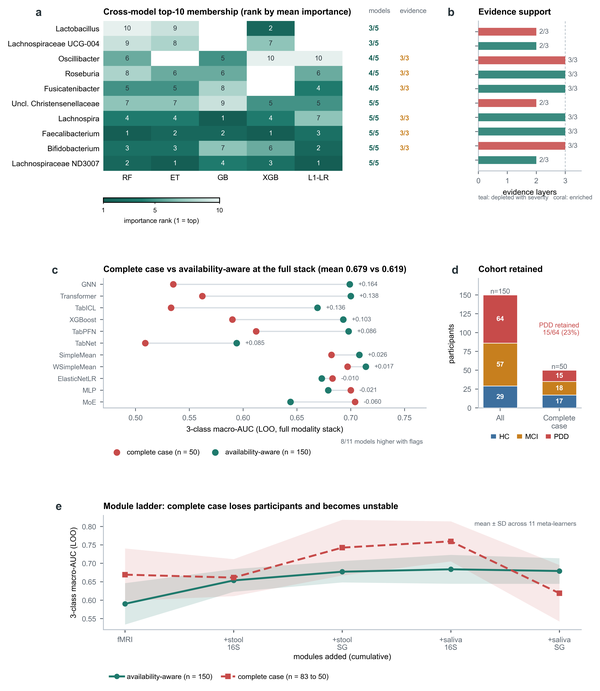 a
Cross-model top-10 membership (rank by mean importance)
models
evidence
Lactobacillus 10 9 2 3/5
Lachnospiraceae UCG-004 9 8 7 3/5
Oscillibacter 6 5 10 10 4/5 3/3
Roseburia 8 6 6 6 4/5 3/3
Fusicatenibacter 5 5 8 4 4/5 3/3
Uncl. Christensenellaceae 7 7 9 5 5 5/5
Lachnospira 4 4 1 4 7 5/5 3/3
Faecalibacterium 1 2 2 1 3 5/5 3/3
Bifidobacterium 3 3 7 6 2 5/5 3/3
Lachnospiraceae ND3007 2 1 4 3 1 5/5
RF ET GB XGB L1-LR
1 5 10
importance rank (1 = top)
b
Evidence support
2/3
2/3
3/3
3/3
3/3
2/3
3/3
3/3
3/3
2/3
0 1 2 3
evidence layers
teal: depleted with severity coral: enriched
c
Complete case vs availability-aware at the full stack (mean 0.679 vs 0.619)
GNN +0.164
Transformer +0.138
TabICL +0.136
XGBoost +0.103
TabPFN +0.086
TabNet +0.085
SimpleMean +0.026
WSimpleMean +0.017
ElasticNetLR -0.010
MLP -0.021
MoE -0.060
0.50 0.55 0.60 0.65 0.70 0.75
3-class macro-AUC (LOO, full modality stack)
8/11 models higher with flags
complete case (n = 50) availability-aware (n = 150)
d
Cohort retained
participants
150
125
100
75
50
25
0
n=150
64
57
29
PDD retained
15/64 (23%)
n=50
15
18
17
All Complete
case
HC MCI PDD
e
Module ladder: complete case loses participants and becomes unstable
mean ± SD across 11 meta-learners
3-class macro-AUC (LOO)
0.80
0.75
0.70
0.65
0.60
0.55
fMRI +stool +stool +saliva +saliva
16S SG 16S SG
modules added (cumulative)
availability-aware (n = 150) complete case (n = 83 to 50)